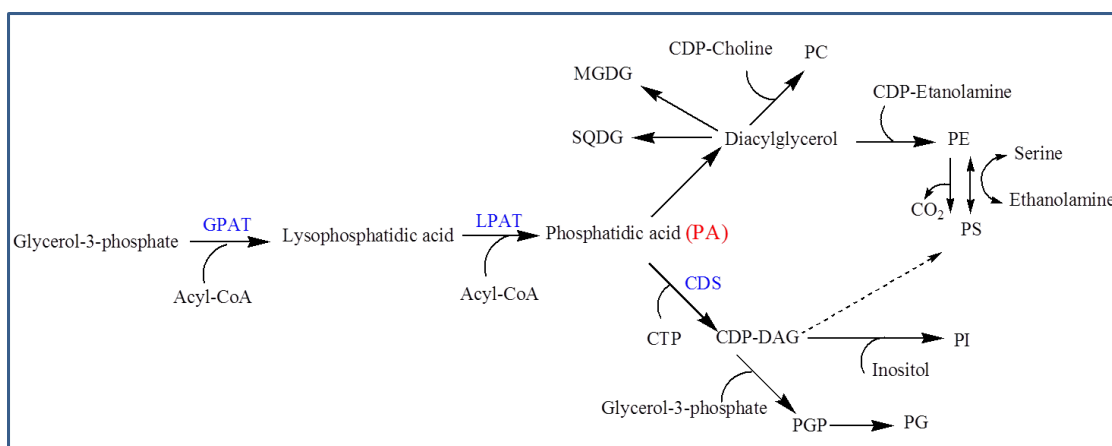 CDP-Choline
PC
MGDG
CDP-Etanolamine
SQDG
Diacylglycerol
PE
Serine
CO2
Ethanolamine
GPAT
LPAT
PS
Glycerol-3-phosphate
Lysophosphatidic acid
Phosphatidic acid (PA)
Acyl-CoA
Acyl-CoA
CDS
CTP
CDP-DAG
PI
Inositol
Glycerol-3-phosphate
PGP
PG